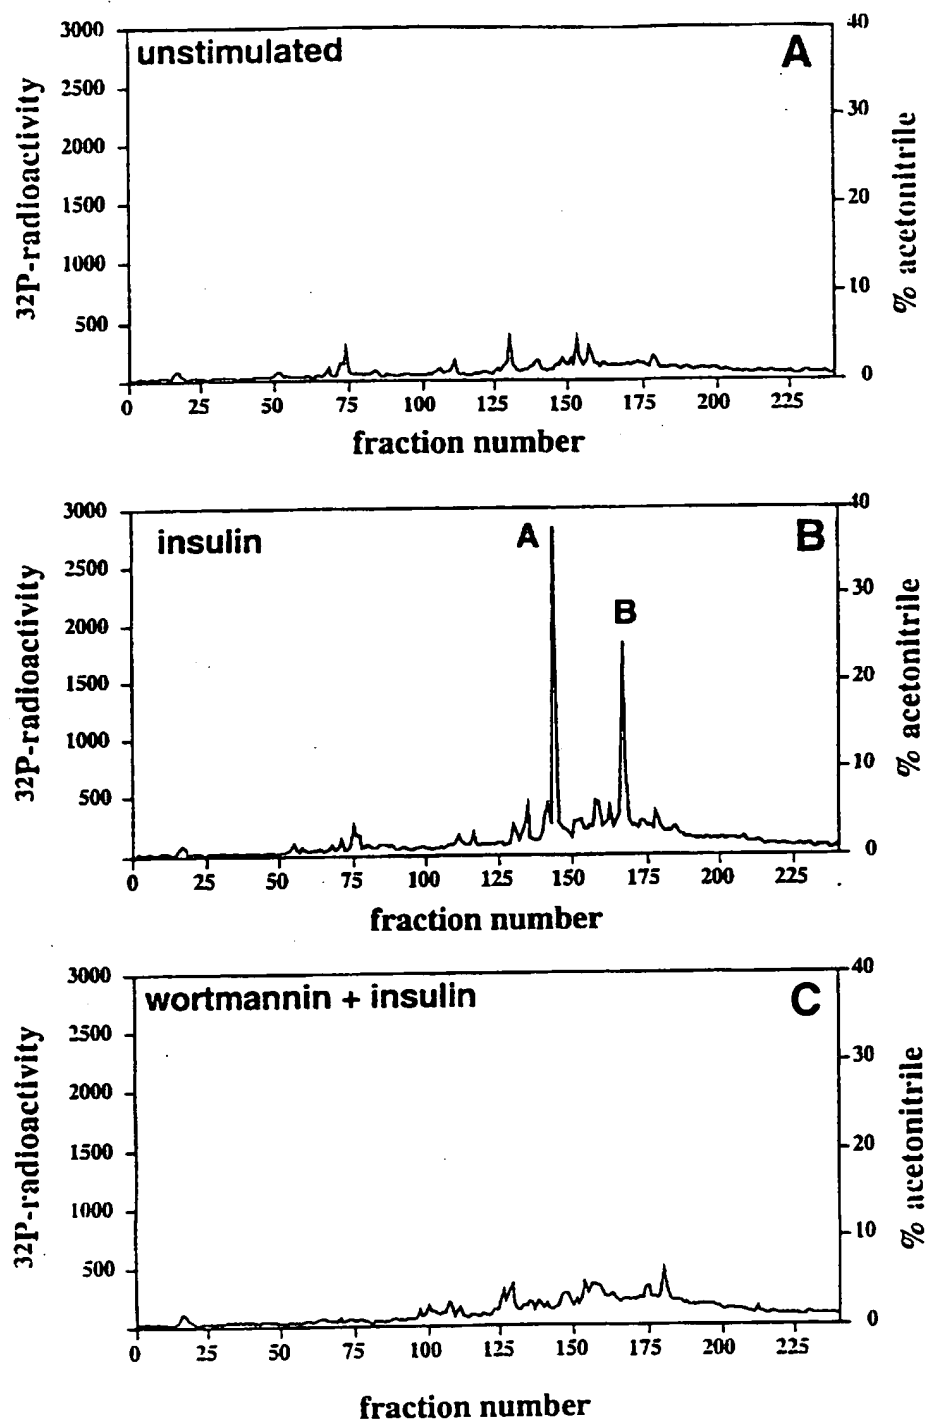 unstimulated
A
3000
2500
2000
1500
1000
500
32P-radioactivity
40
30
20
10
0
% acetonitrile
0 25 50 75 100 125 150 175 200 225
fraction number
insulin
A
B
B
3000
2500
2000
1500
1000
500
32P-radioactivity
40
30
20
10
0
% acetonitrile
0 25 50 75 100 125 150 175 200 225
fraction number
wortmannin + insulin
C
3000
2500
2000
1500
1000
500
32P-radioactivity
40
30
20
10
0
% acetonitrile
0 25 50 75 100 125 150 175 200 225
fraction number